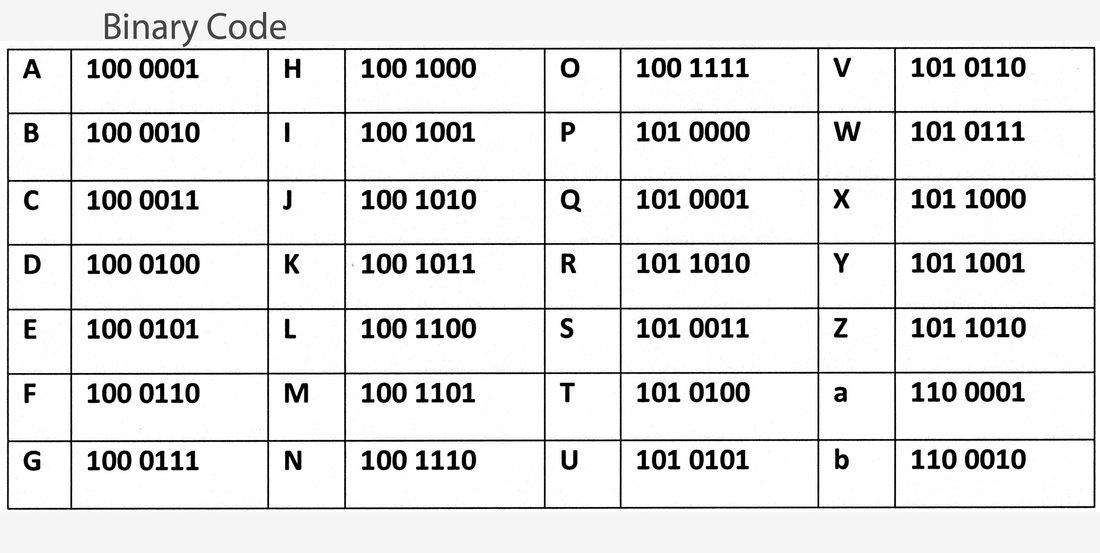 Binary Code
A 100 0001 H 100 1000 O 100 1111 V 101 0110
B 100 0010 I 100 1001 P 101 0000 W 101 0111
C 100 0011 J 100 1010 Q 101 0001 X 101 1000
D 100 0100 K 100 1011 R 101 1010 Y 101 1001
E 100 0101 L 100 1100 S 101 0011 Z 101 1010
F 100 0110 M 100 1101 T 101 0100 a 110 0001
G 100 0111 N 100 1110 U 101 0101 b 110 0010